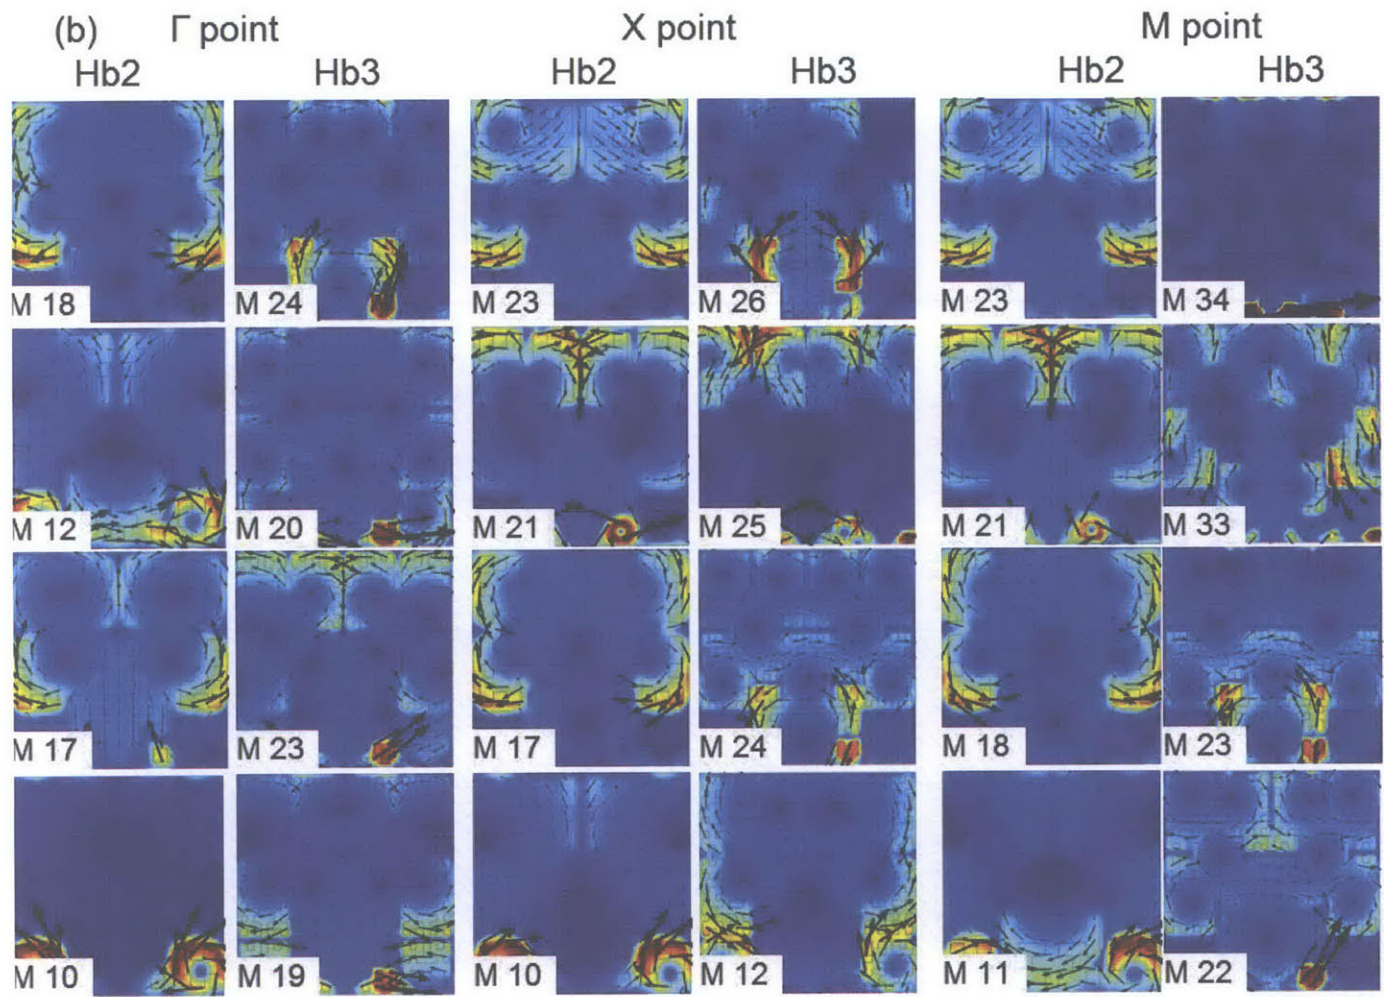 (b) Γ point X point M point
Hb2 Hb3 Hb2 Hb3 Hb2 Hb3
M 18 M 24 M 23 M 26 M 23 M 34
M 12 M 20 M 21 M 25 M 21 M 33
M 17 M 23 M 17 M 24 M 18 M 23
M 10 M 19 M 10 M 12 M 11 M 22